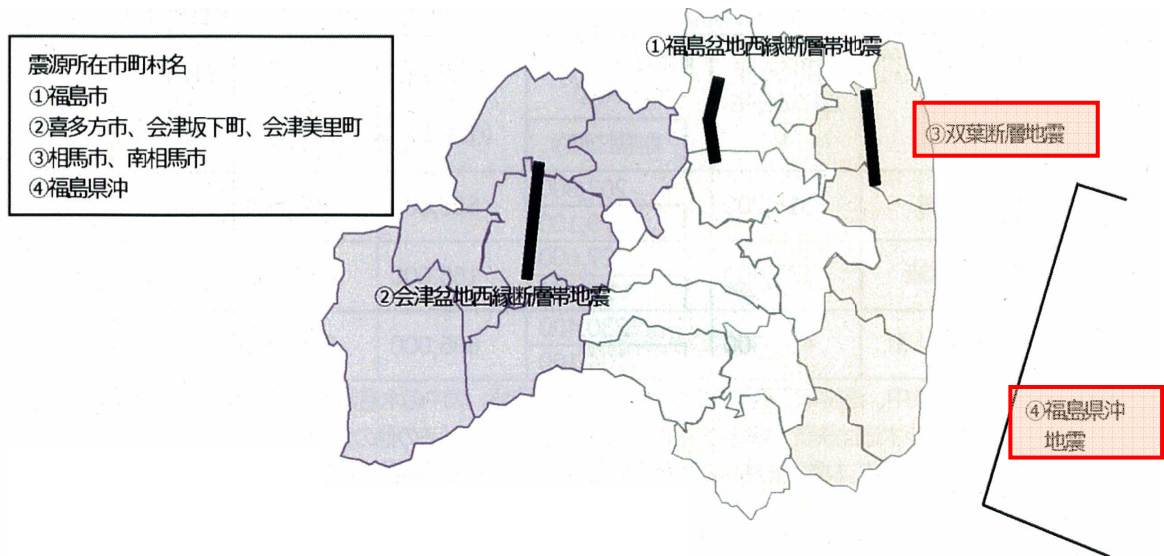 震源所在市町村名
①福島市
②喜多方市、会津坂下町、会津美里町
③相馬市、南相馬市
④福島県沖
①福島盆地西縁断層帯地震
③双葉断層地震
②会津盆地西縁断層帯地震
④福島県沖
地震